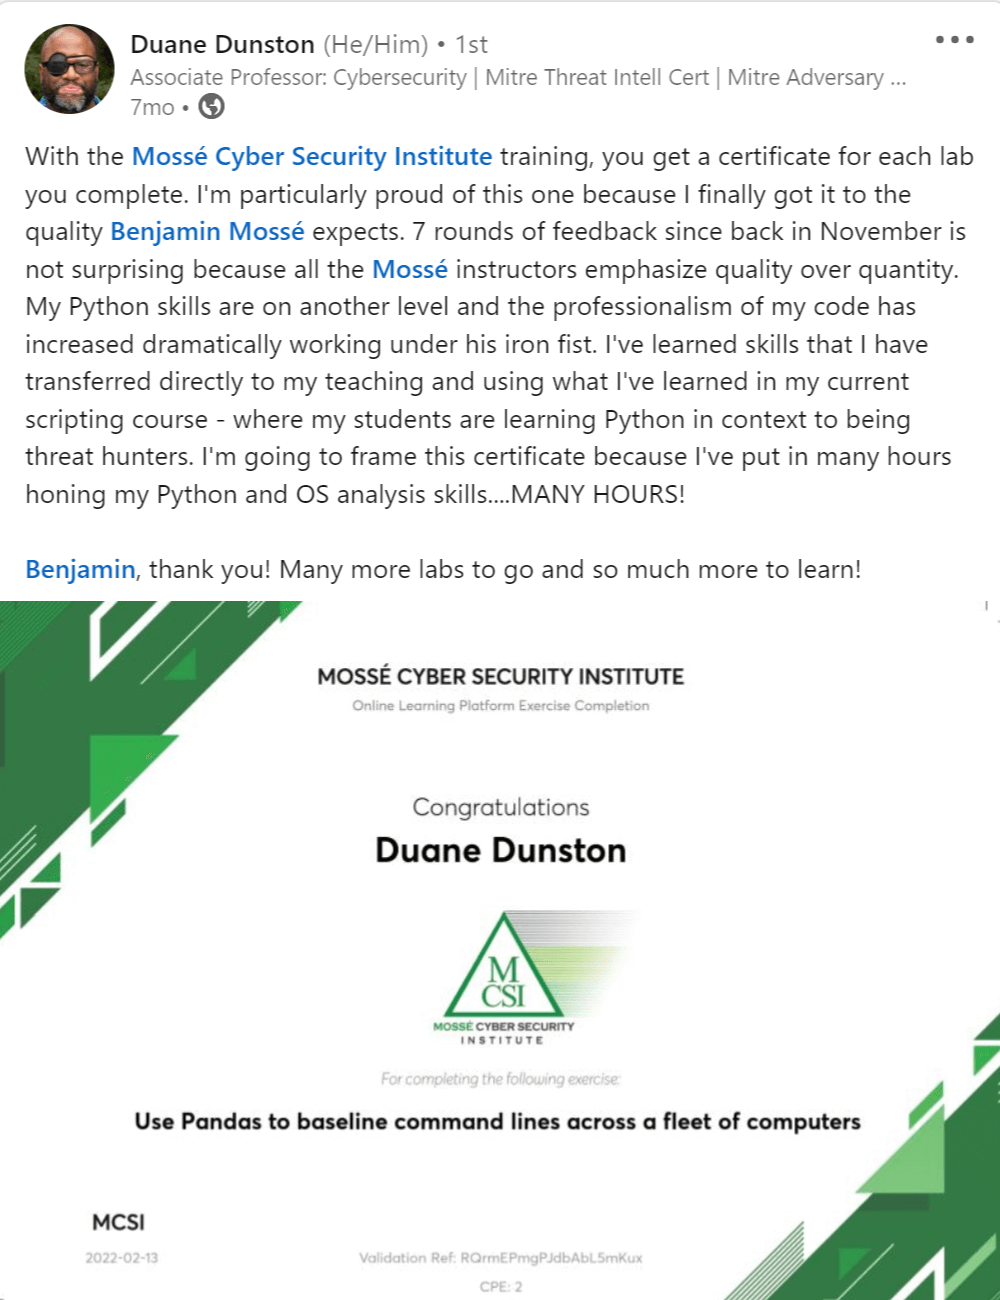 Duane Dunston (He/Him) • 1st
Associate Professor: Cybersecurity | Mitre Threat Intell Cert | Mitre Adversary ...
7mo •
With the Mossé Cyber Security Institute training, you get a certificate for each lab
you complete. I'm particularly proud of this one because I finally got it to the
quality Benjamin Mossé expects. 7 rounds of feedback since back in November is
not surprising because all the Mossé instructors emphasize quality over quantity.
My Python skills are on another level and the professionalism of my code has
increased dramatically working under his iron fist. I've learned skills that I have
transferred directly to my teaching and using what I've learned in my current
scripting course - where my students are learning Python in context to being
threat hunters. I'm going to frame this certificate because I've put in many hours
honing my Python and OS analysis skills....MANY HOURS!
Benjamin, thank you! Many more labs to go and so much more to learn!
MOSSÉ CYBER SECURITY INSTITUTE
Online Learning Platform Exercise Completion
Congratulations
Duane Dunston
M
CSI
MOSSÉ CYBER SECURITY
INSTITUTE
For completing the following exercise:
Use Pandas to baseline command lines across a fleet of computers
MCSI
2022-02-13
Validation Ref: RQrmEPmgPJdbAbL5mKux
CPE: 2